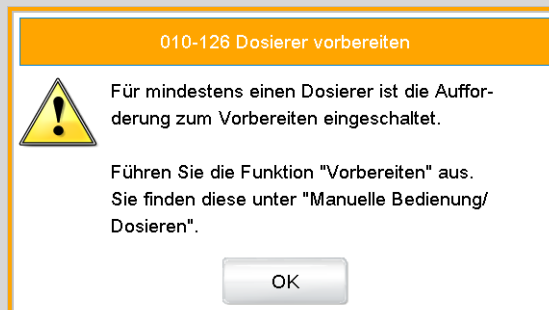 010-126 Dosierer vorbereiten
Für mindestens einen Dosierer ist die Auffor-
derung zum Vorbereiten eingeschaltet.
Führen Sie die Funktion "Vorbereiten" aus.
Sie finden diese unter "Manuelle Bedienung/
Dosieren".
OK